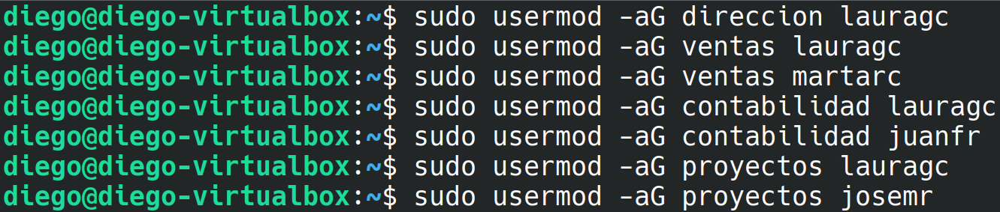 diego@diego-virtualbox:~$ sudo usermod -aG direccion lauragc
diego@diego-virtualbox:~$ sudo usermod -aG ventas lauragc
diego@diego-virtualbox:~$ sudo usermod -aG ventas martarc
diego@diego-virtualbox:~$ sudo usermod -aG contabilidad lauragc
diego@diego-virtualbox:~$ sudo usermod -aG contabilidad juanfr
diego@diego-virtualbox:~$ sudo usermod -aG proyectos lauragc
diego@diego-virtualbox:~$ sudo usermod -aG proyectos josemr